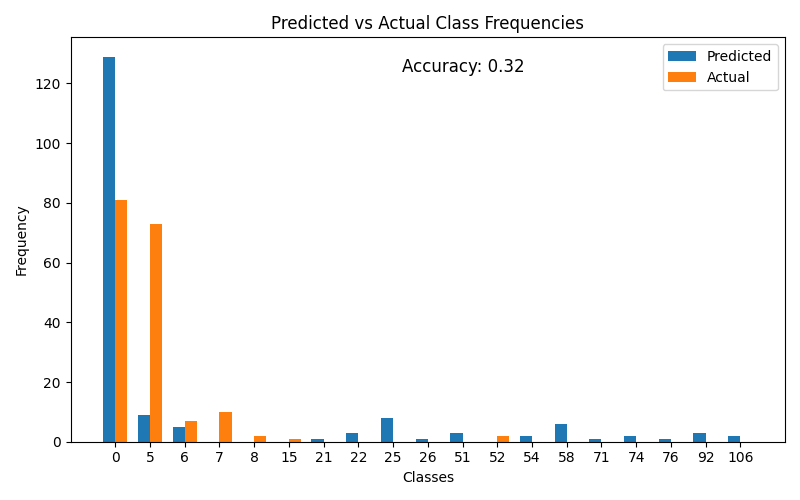 Predicted vs Actual Class Frequencies
Accuracy: 0.32
Predicted
Actual
Frequency
120
100
80
60
40
20
0
0 5 6 7 8 15 21 22 25 26 51 52 54 58 71 74 76 92 106
Classes